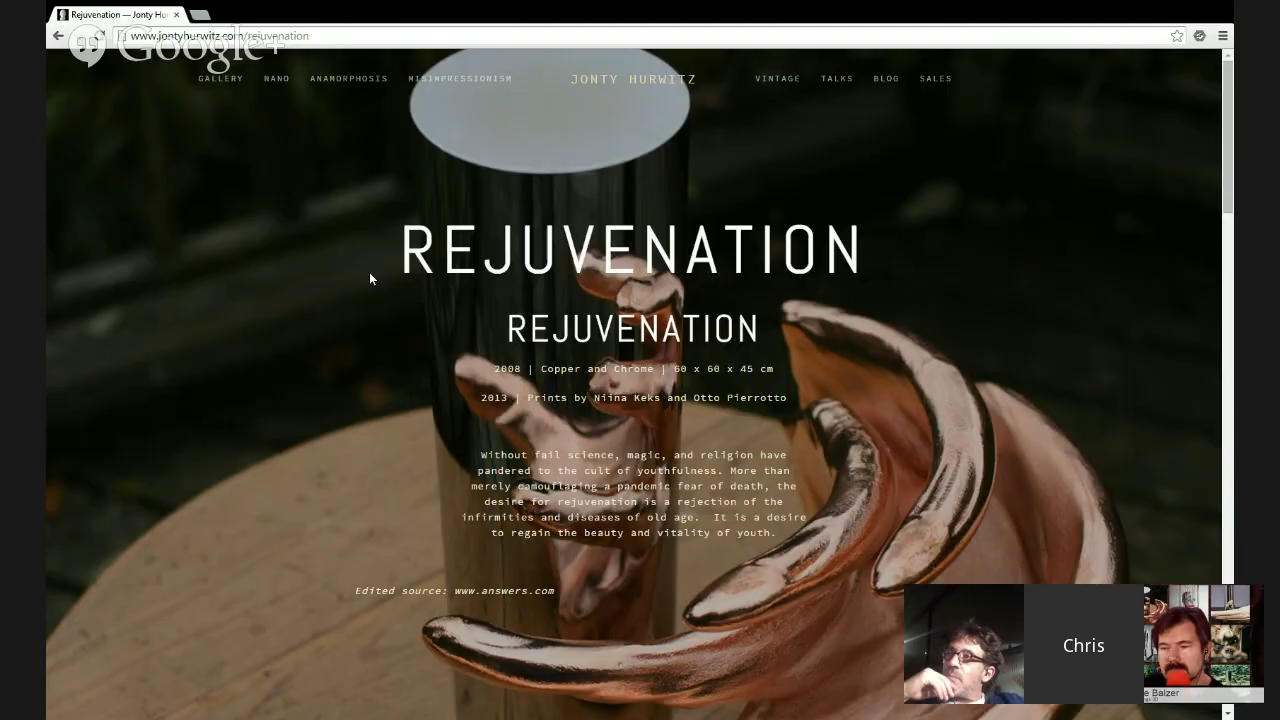 Rejuvenation — Jonty Hu
Google+
www.jontyhurwitz.com/rejuvenation
GALLERY NANO ANAMORPHOSIS MISIMPRESSIONISM JONTY HURWITZ VINTAGE TALKS BLOG SALES
REJUVENATION
REJUVENATION
2008 | Copper and Chrome | 60 x 60 x 45 cm
2013 | Prints by Niina Keks and Otto Pierrotto
Without fail science, magic, and religion have
pandered to the cult of youthfulness. More than
merely camouflaging a pandemic fear of death, the
desire for rejuvenation is a rejection of the
infirmities and diseases of old age. It is a desire
to regain the beauty and vitality of youth.
Edited source: www.answers.com
Chris
e Balzer